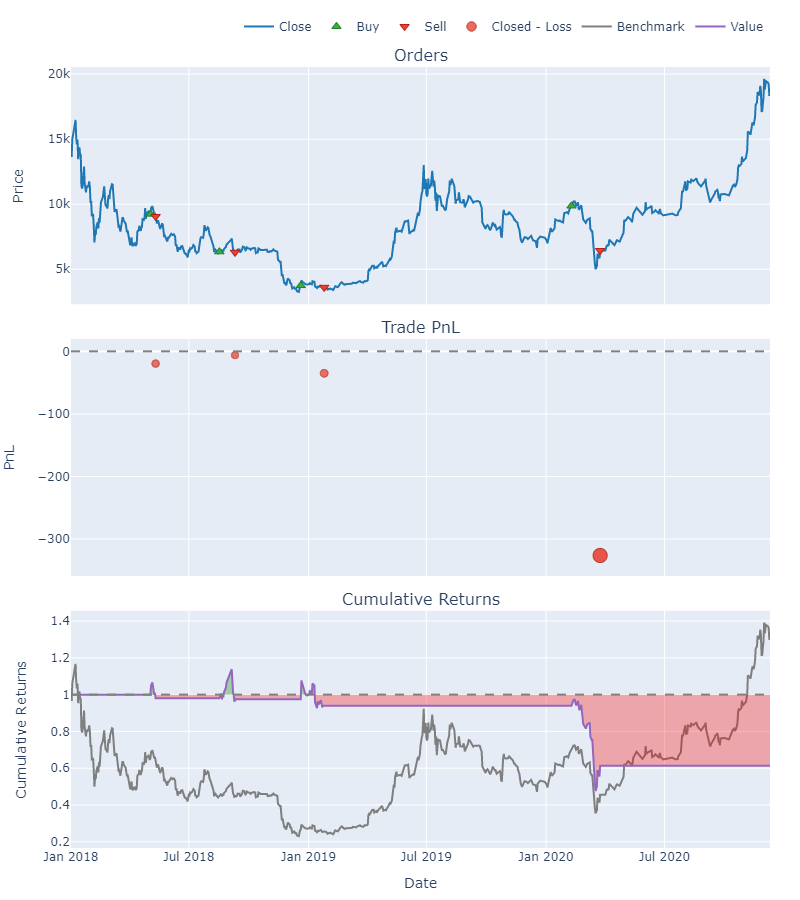 Close Buy Sell Closed - Loss Benchmark Value
Orders
20k
15k
10k
5k
Price
Trade PnL
0
−100
−200
−300
PnL
Cumulative Returns
1.4
1.2
1
0.8
0.6
0.4
0.2
Cumulative Returns
Jan 2018 Jul 2018 Jan 2019 Jul 2019 Jan 2020 Jul 2020
Date